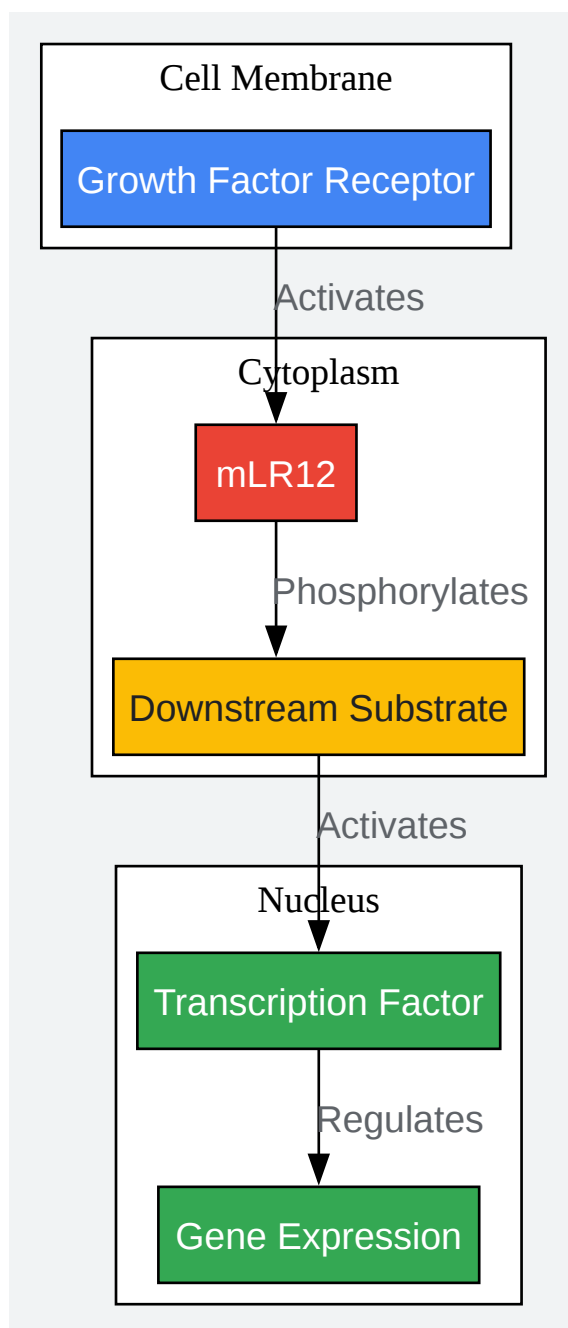 Cell Membrane
Growth Factor Receptor
Activates
Cytoplasm
mLR12
Phosphorylates
Downstream Substrate
Activates
Nucleus
Transcription Factor
Regulates
Gene Expression